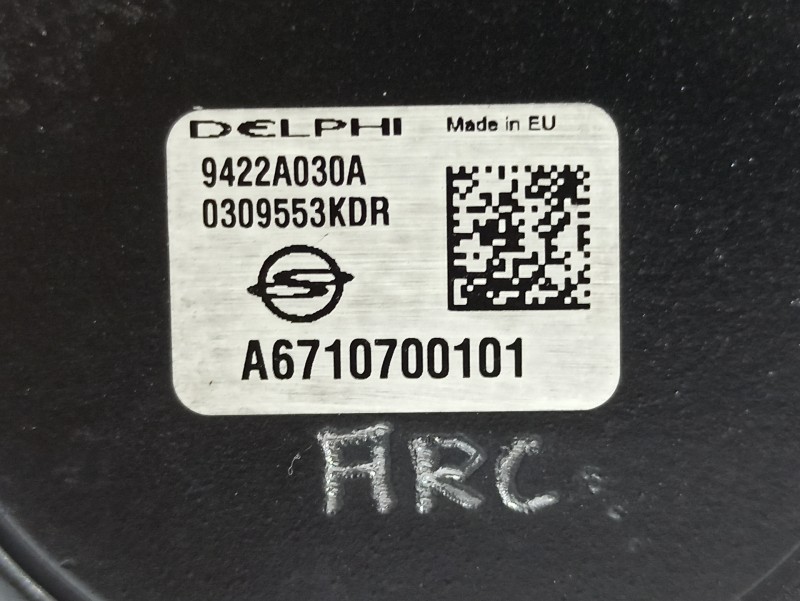 DELPHI Made in EU
9422A030A
0309553KDR
A6710700101
ARC